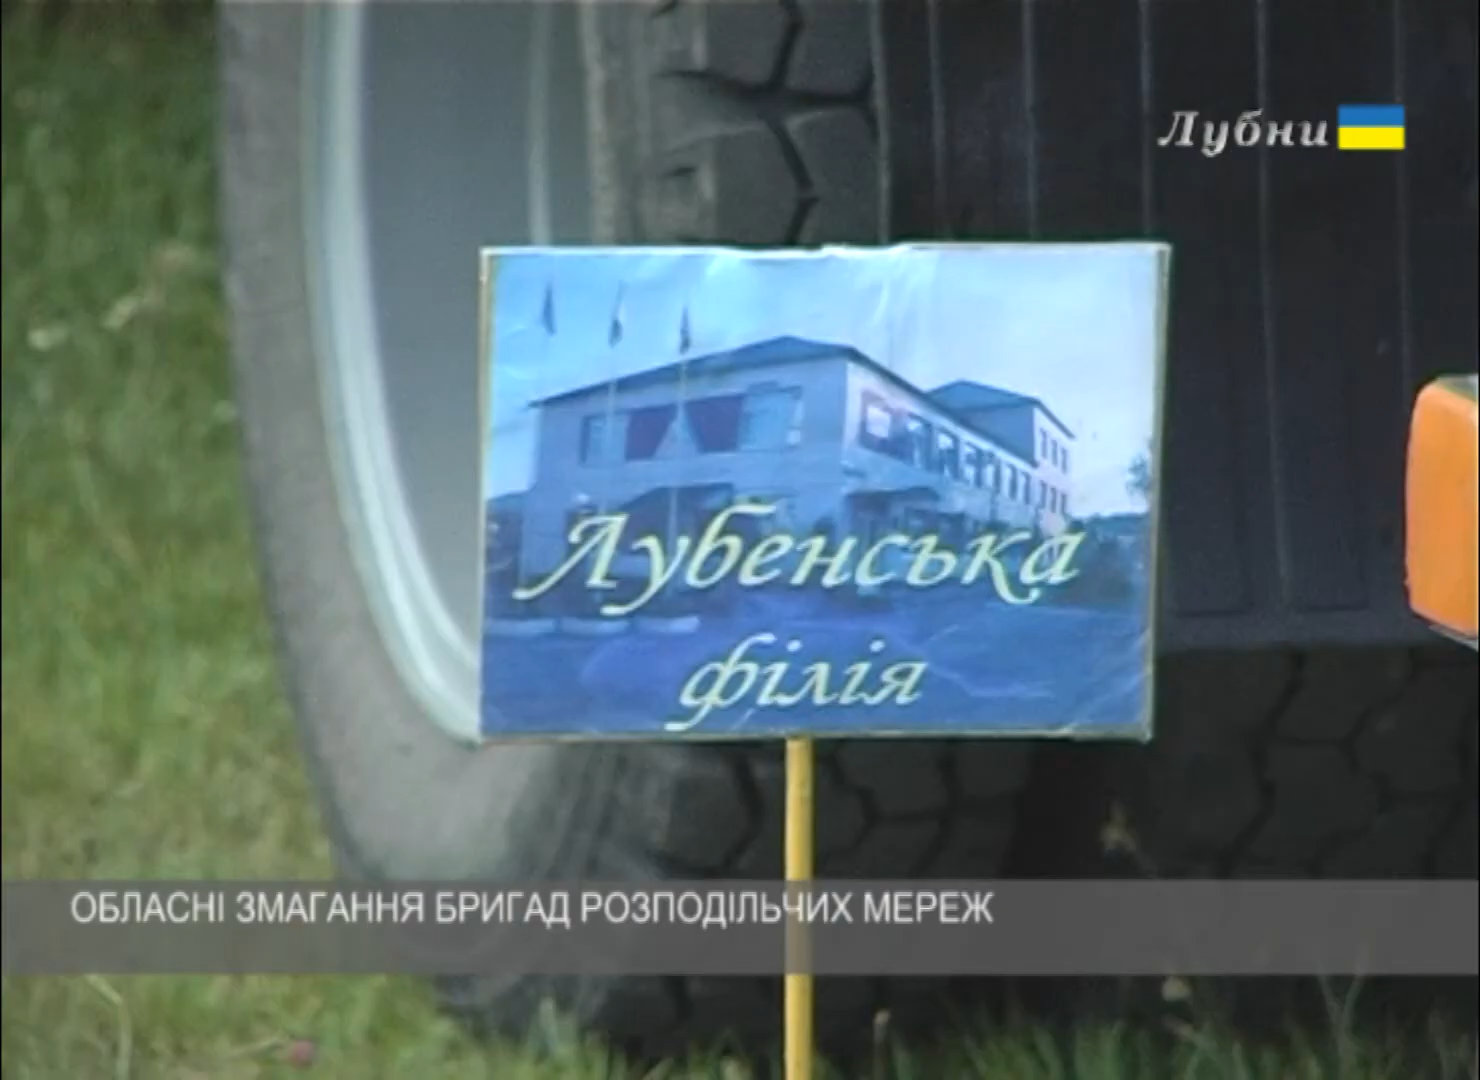 Лубни
Лубенська
філія
ОБЛАСНІ ЗМАГАННЯ БРИГАД РОЗПОДІЛЬЧИХ МЕРЕЖ